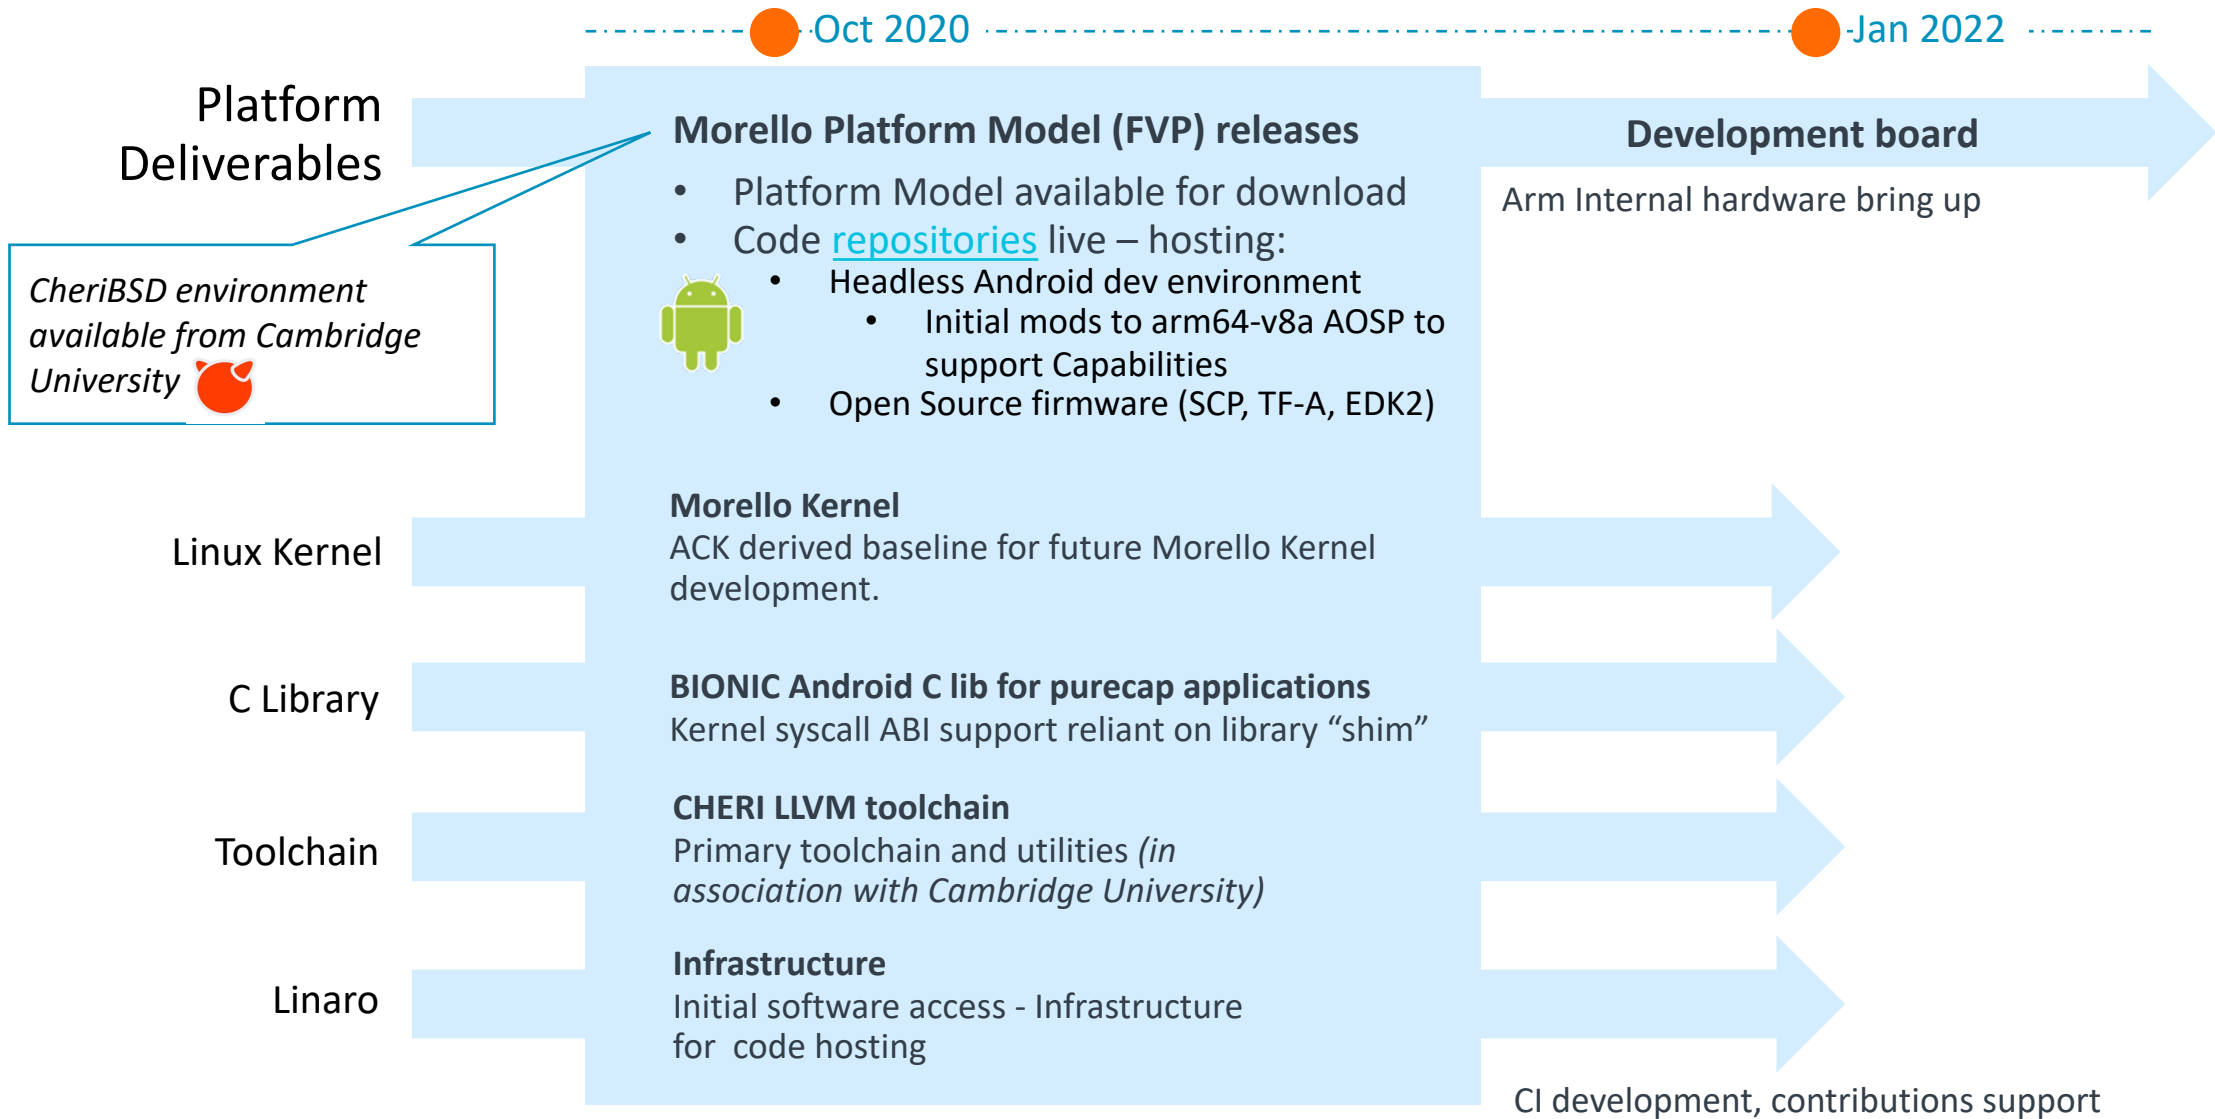 Oct 2020
Jan 2022
Platform
Deliverables
Morello Platform Model (FVP) releases
• Platform Model available for download
• Code repositories live – hosting:
• Headless Android dev environment
• Initial mods to arm64-v8a AOSP to
support Capabilities
• Open Source firmware (SCP, TF-A, EDK2)
Development board
Arm Internal hardware bring up
CheriBSD environment
available from Cambridge
University
Linux Kernel
Morello Kernel
ACK derived baseline for future Morello Kernel
development.
C Library
BIONIC Android C lib for purecap applications
Kernel syscall ABI support reliant on library “shim”
Toolchain
CHERI LLVM toolchain
Primary toolchain and utilities (in
association with Cambridge University)
Linaro
Infrastructure
Initial software access - Infrastructure
for  code hosting
CI development, contributions support